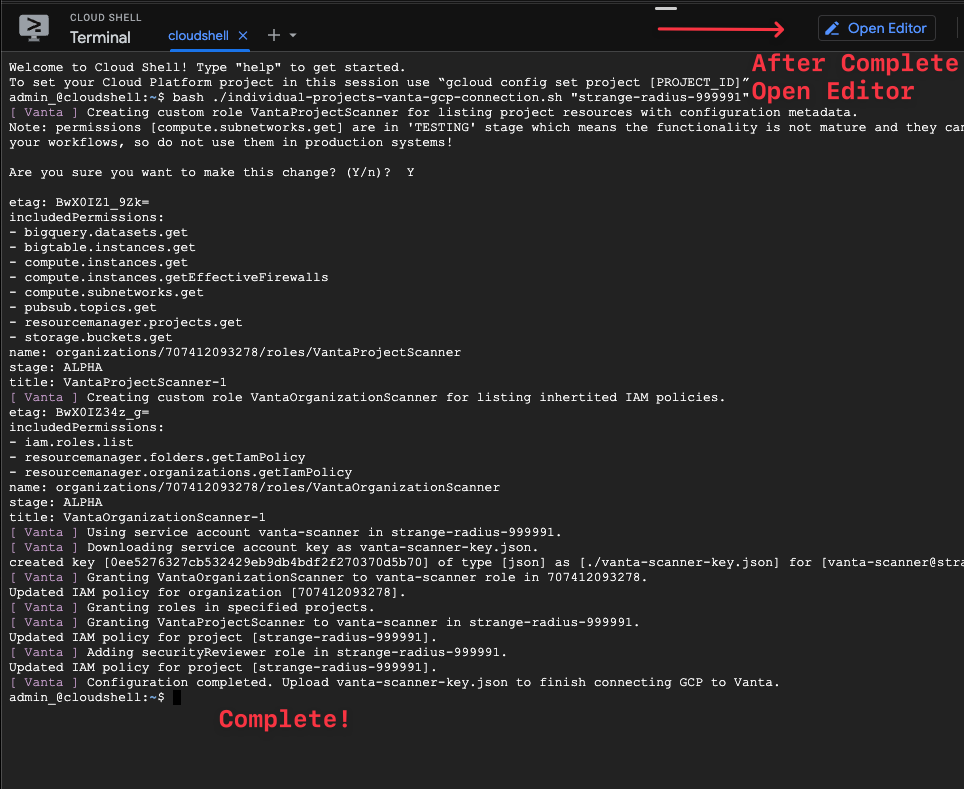 CLOUD SHELL
Terminal
cloudshell
Open Editor
After Complete
Open Editor
Welcome to Cloud Shell! Type "help" to get started.
To set your Cloud Platform project in this session use “gcloud config set project [PROJECT_ID]”
admin_@cloudshell:~$ bash ./individual-projects-vanta-gcp-connection.sh "strange-radius-999991"
[ Vanta ] Creating custom role VantaProjectScanner for listing project resources with configuration metadata.
Note: permissions [compute.subnetworks.get] are in 'TESTING' stage which means the functionality is not mature and they can
your workflows, so do not use them in production systems!
Are you sure you want to make this change? (Y/n)?  Y
etag: BwX0IZ1_9Zk=
includedPermissions:
- bigquery.datasets.get
- bigtable.instances.get
- compute.instances.get
- compute.instances.getEffectiveFirewalls
- compute.subnetworks.get
- pubsub.topics.get
- resourcemanager.projects.get
- storage.buckets.get
name: organizations/707412093278/roles/VantaProjectScanner
stage: ALPHA
title: VantaProjectScanner-1
[ Vanta ] Creating custom role VantaOrganizationScanner for listing inhertited IAM policies.
etag: BwX0IZ34z_g=
includedPermissions:
- iam.roles.list
- resourcemanager.folders.getIamPolicy
- resourcemanager.organizations.getIamPolicy
name: organizations/707412093278/roles/VantaOrganizationScanner
stage: ALPHA
title: VantaOrganizationScanner-1
[ Vanta ] Using service account vanta-scanner in strange-radius-999991.
[ Vanta ] Downloading service account key as vanta-scanner-key.json.
created key [0ee5276327cb532429eb9db4bdf2f270370d5b70] of type [json] as [./vanta-scanner-key.json] for [vanta-scanner@stra
[ Vanta ] Granting VantaOrganizationScanner to vanta-scanner role in 707412093278.
Updated IAM policy for organization [707412093278].
[ Vanta ] Granting roles in specified projects.
[ Vanta ] Granting VantaProjectScanner to vanta-scanner in strange-radius-999991.
Updated IAM policy for project [strange-radius-999991].
[ Vanta ] Adding securityReviewer role in strange-radius-999991.
Updated IAM policy for project [strange-radius-999991].
[ Vanta ] Configuration completed. Upload vanta-scanner-key.json to finish connecting GCP to Vanta.
admin_@cloudshell:~$
Complete!